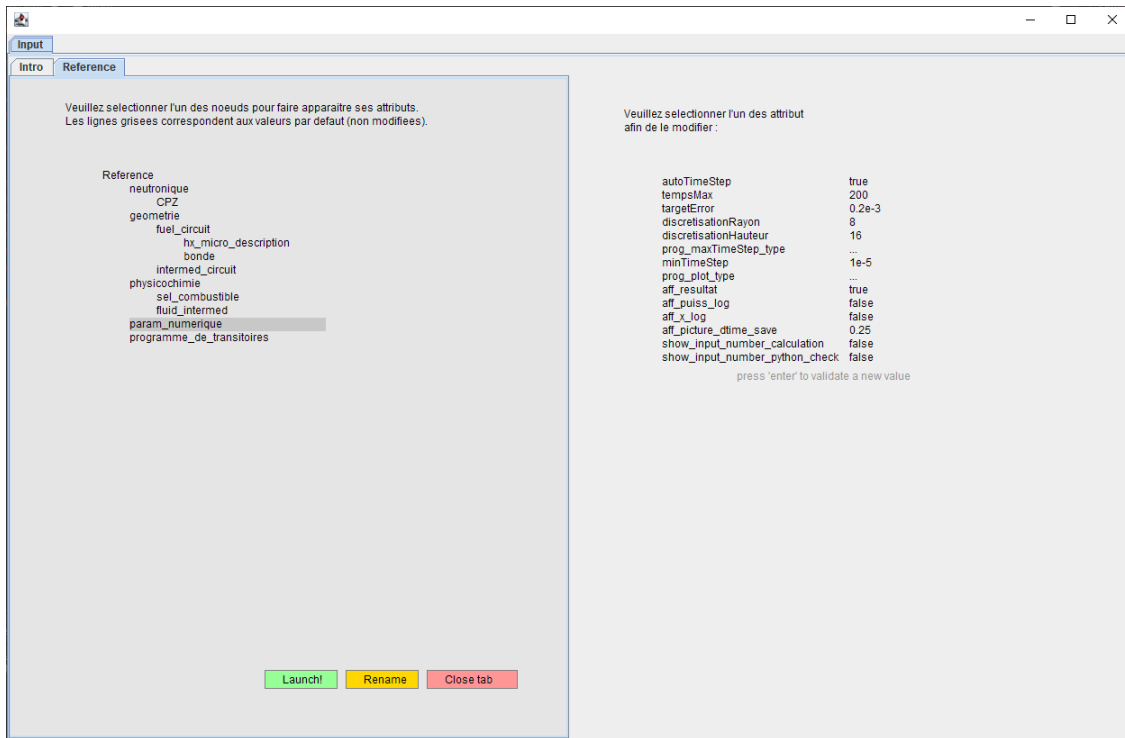 Input
Intro
Reference
Veuillez selectionner l'un des noeuds pour faire apparaitre ses attributs.
Les lignes grisees correspondent aux valeurs par defaut (non modifiees).
Reference
neutronique
CPZ
geometrie
fuel_circuit
hx_micro_description
bonde
intermed_circuit
physicochimie
sel_combustible
fluid_intermed
param_numerique
programme_de_transitoires
Launch!
Rename
Close tab
Veuillez selectionner l'un des attribut
afin de le modifier :
autoTimeStep true
tempsMax 200
targetError 0.2e-3
discretisationRayon 8
discretisationHauteur 16
prog_maxTimeStep_type ...
minTimeStep 1e-5
prog_plot_type ...
aff_resultat true
aff_puiss_log false
aff_x_log false
aff_picture_dtime_save 0.25
show_input_number_calculation false
show_input_number_python_check false
press 'enter' to validate a new value